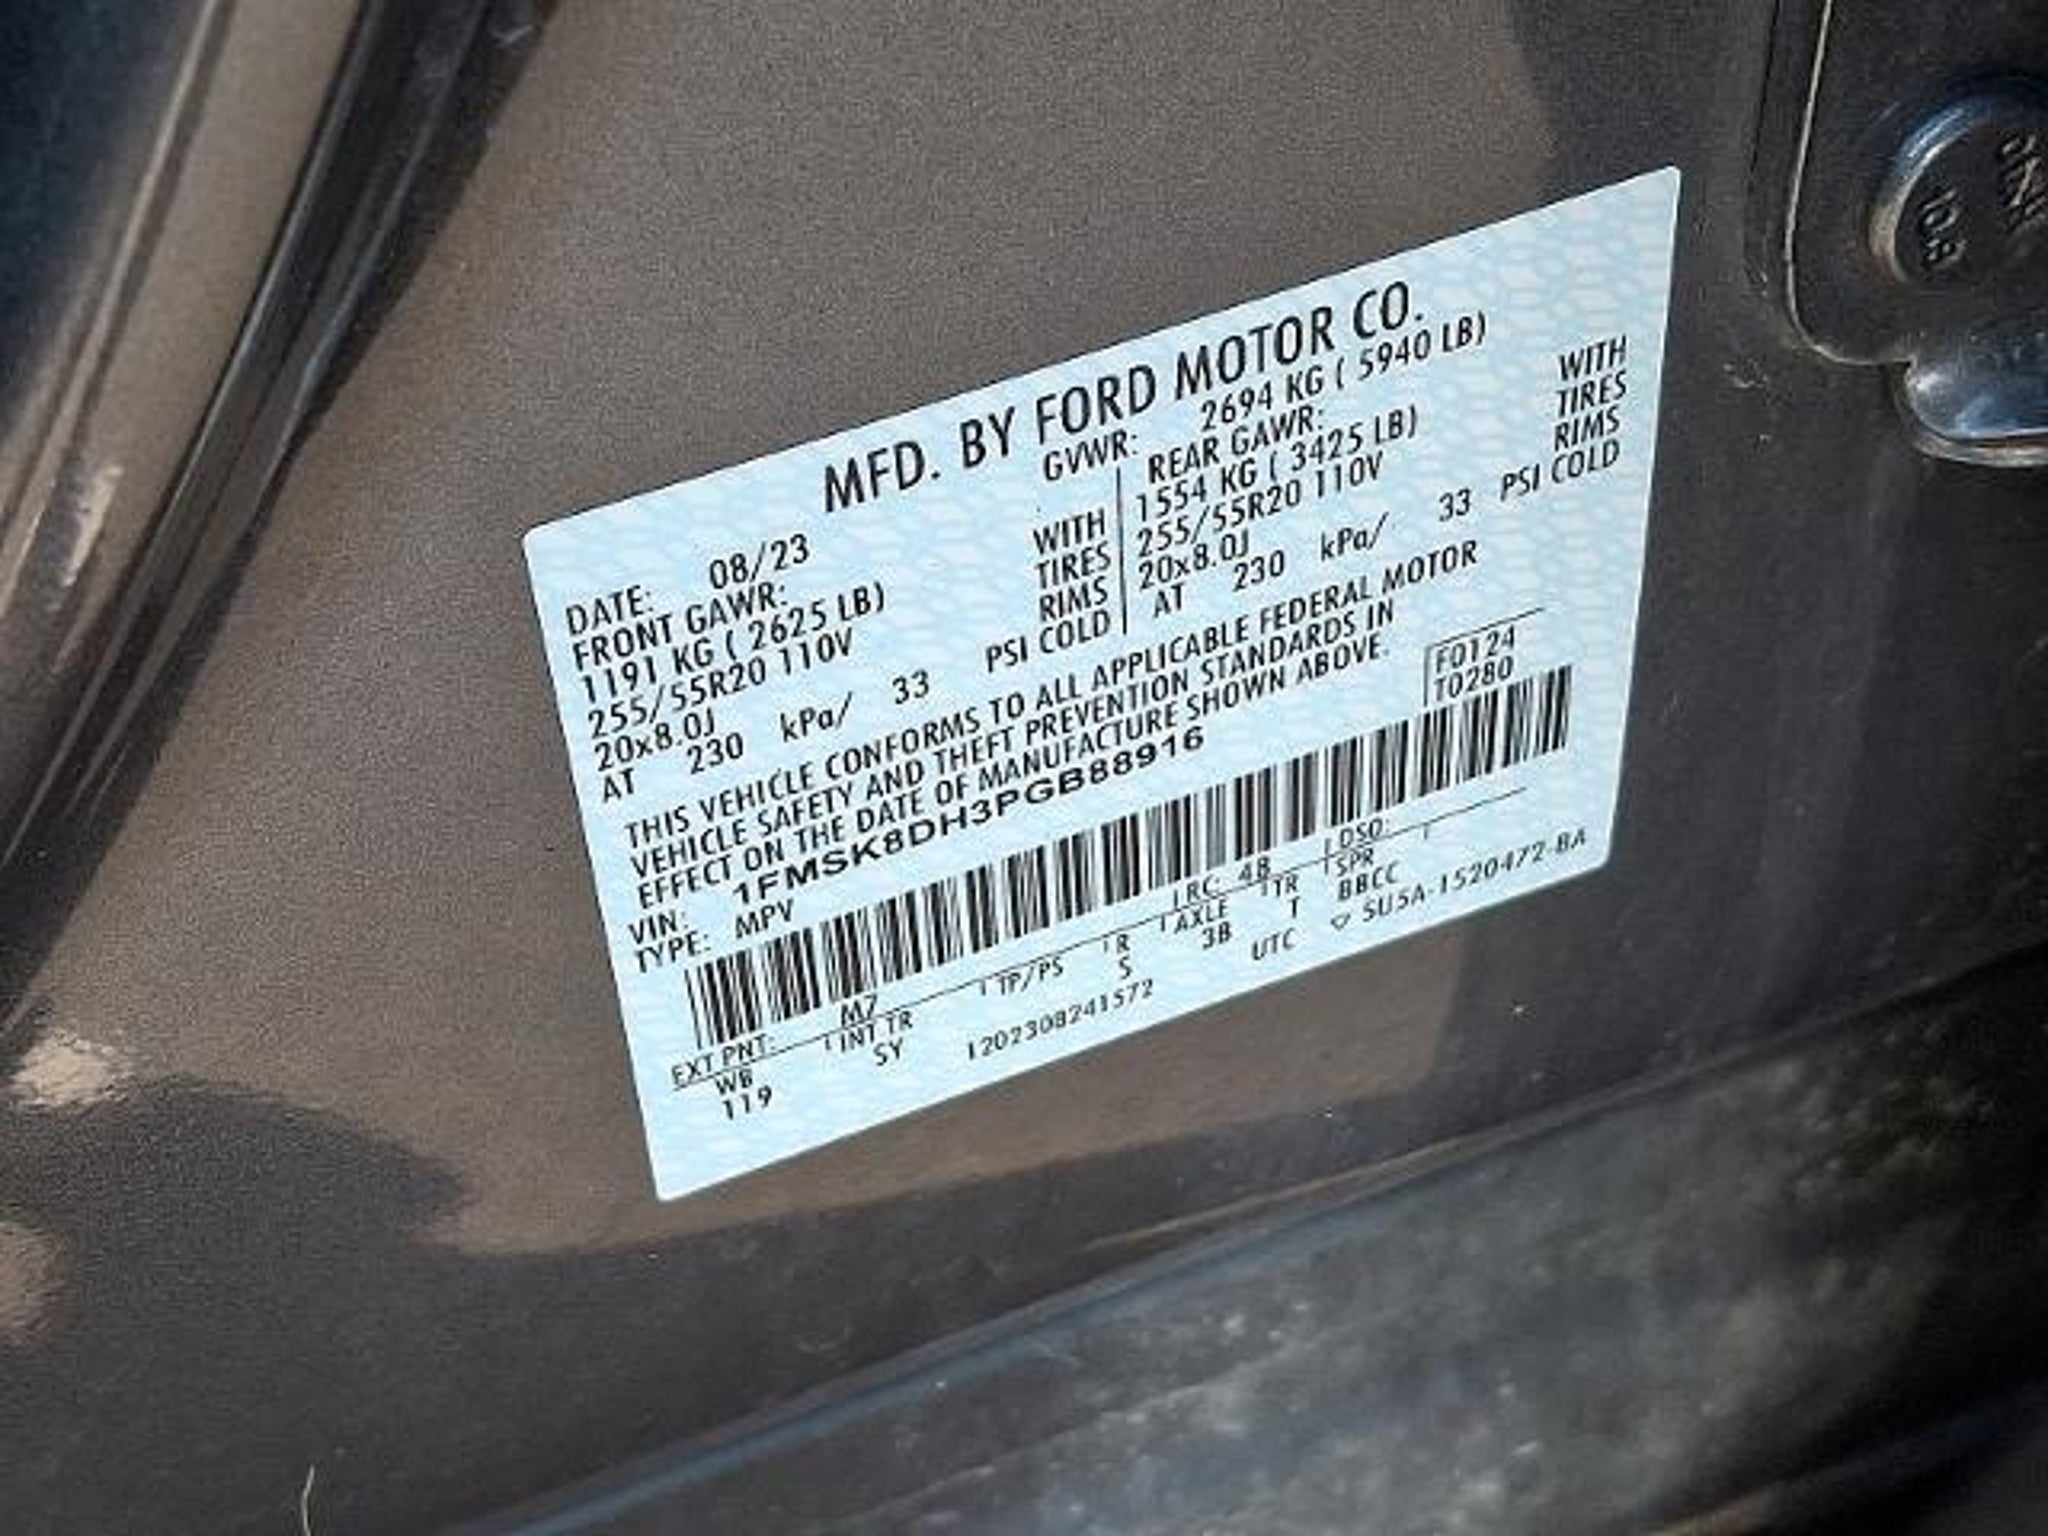 MFD. BY FORD MOTOR CO.
DATE: 08/23 GVWR: 2694 KG ( 5940 LB)
FRONT GAWR: REAR GAWR:
1191 KG ( 2625 LB) WITH 1554 KG ( 3425 LB) WITH
255/55R20 110V TIRES 255/55R20 110V TIRES
20x8.0J RIMS 20x8.0J RIMS
AT 230 kPa/ 33 PSI COLD AT 230 kPa/ 33 PSI COLD
THIS VEHICLE CONFORMS TO ALL APPLICABLE FEDERAL MOTOR
VEHICLE SAFETY AND THEFT PREVENTION STANDARDS IN
EFFECT ON THE DATE OF MANUFACTURE SHOWN ABOVE.
VIN: 1FMSK8DH3PGB88916 F0124
TYPE: MPV T0280
EXT PNT: M7 RC: 48 DSO:
WB INT TR TP/PS R AXLE TR SPR
119 SY S 3B T BBCC
1202308241572 UTC 5U5A-1520472-BA
10.8